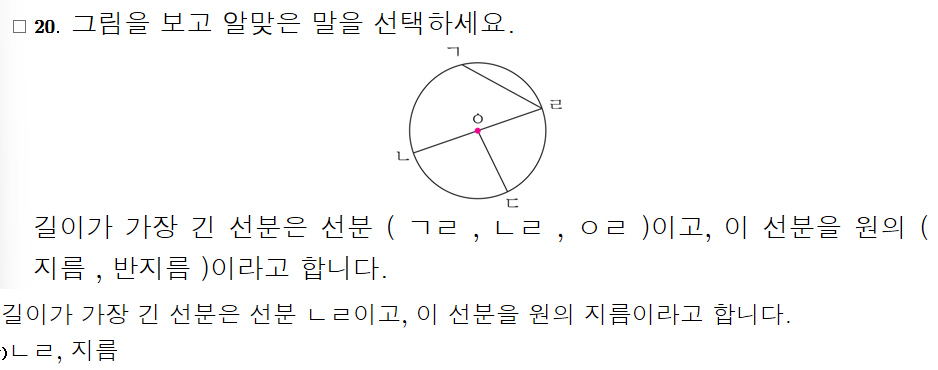 □ 20. 그림을 보고 알맞은 말을 선택하세요.
ㄱ
ㄹ
ㅇ
ㄴ
ㄷ
길이가 가장 긴 선분은 선분 ( ㄱㄹ , ㄴㄹ , ㅇㄹ )이고, 이 선분을 원의 (
지름 , 반지름 )이라고 합니다.
길이가 가장 긴 선분은 선분 ㄴㄹ이고, 이 선분을 원의 지름이라고 합니다.
)ㄴㄹ, 지름